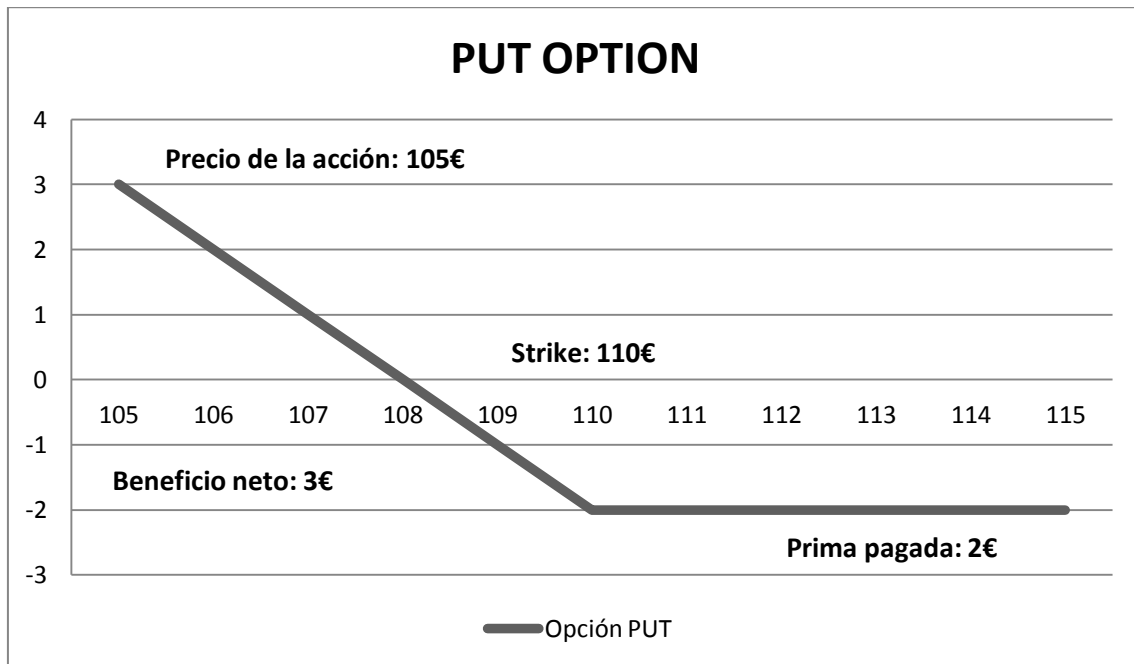 PUT OPTION
4
Precio de la acción: 105€
3
2
1
Strike: 110€
0
105 106 107 108 109 110 111 112 113 114 115
-1
Beneficio neto: 3€
-2
Prima pagada: 2€
-3
Opción PUT